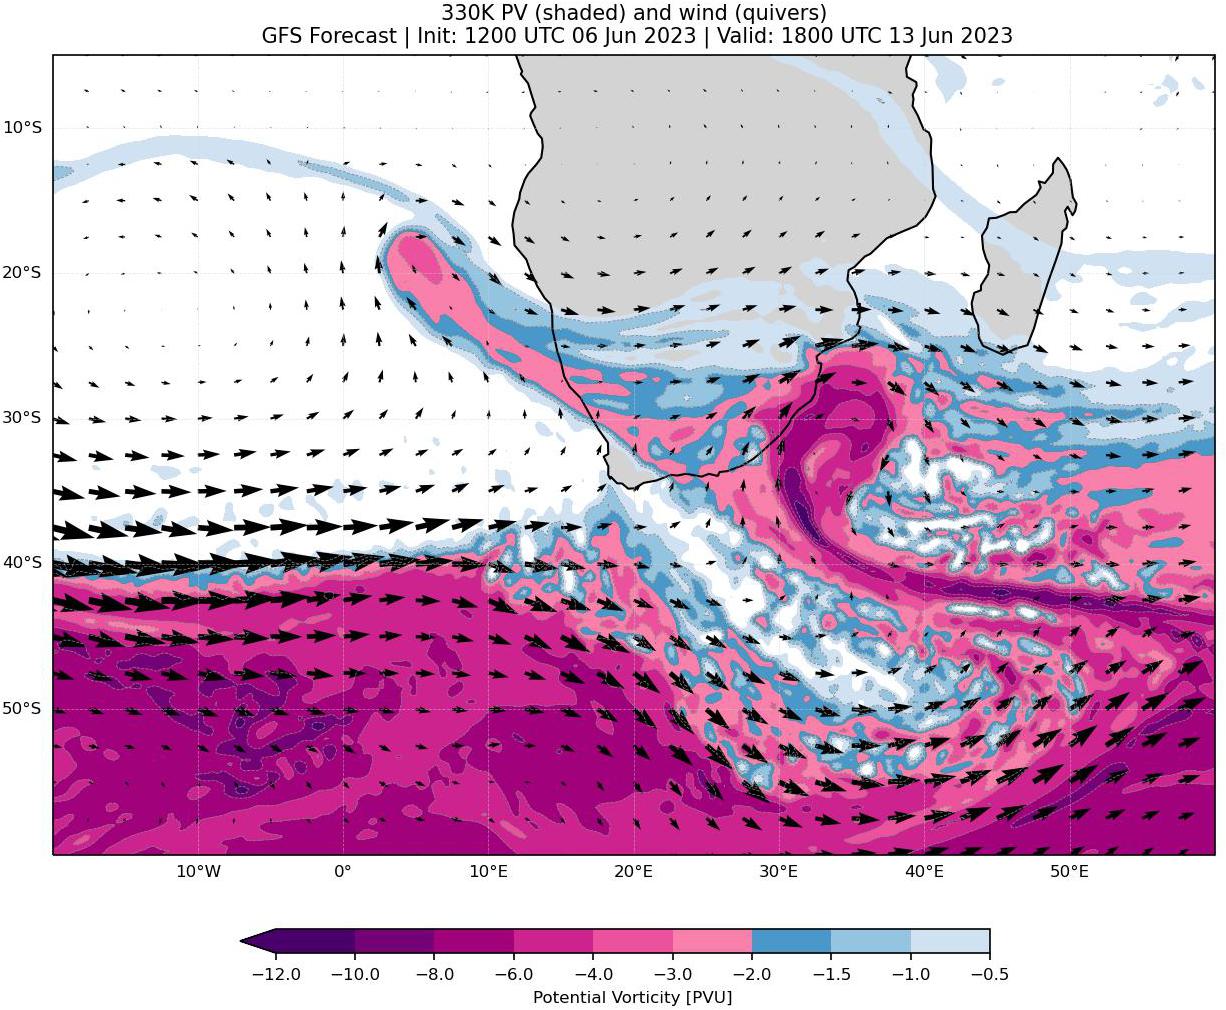 330K PV (shaded) and wind (quivers)
GFS Forecast | Init: 1200 UTC 06 Jun 2023 | Valid: 1800 UTC 13 Jun 2023
10°S
20°S
30°S
40°S
50°S
10°W 0° 10°E 20°E 30°E 40°E 50°E
−12.0 −10.0 −8.0 −6.0 −4.0 −3.0 −2.0 −1.5 −1.0 −0.5
Potential Vorticity [PVU]